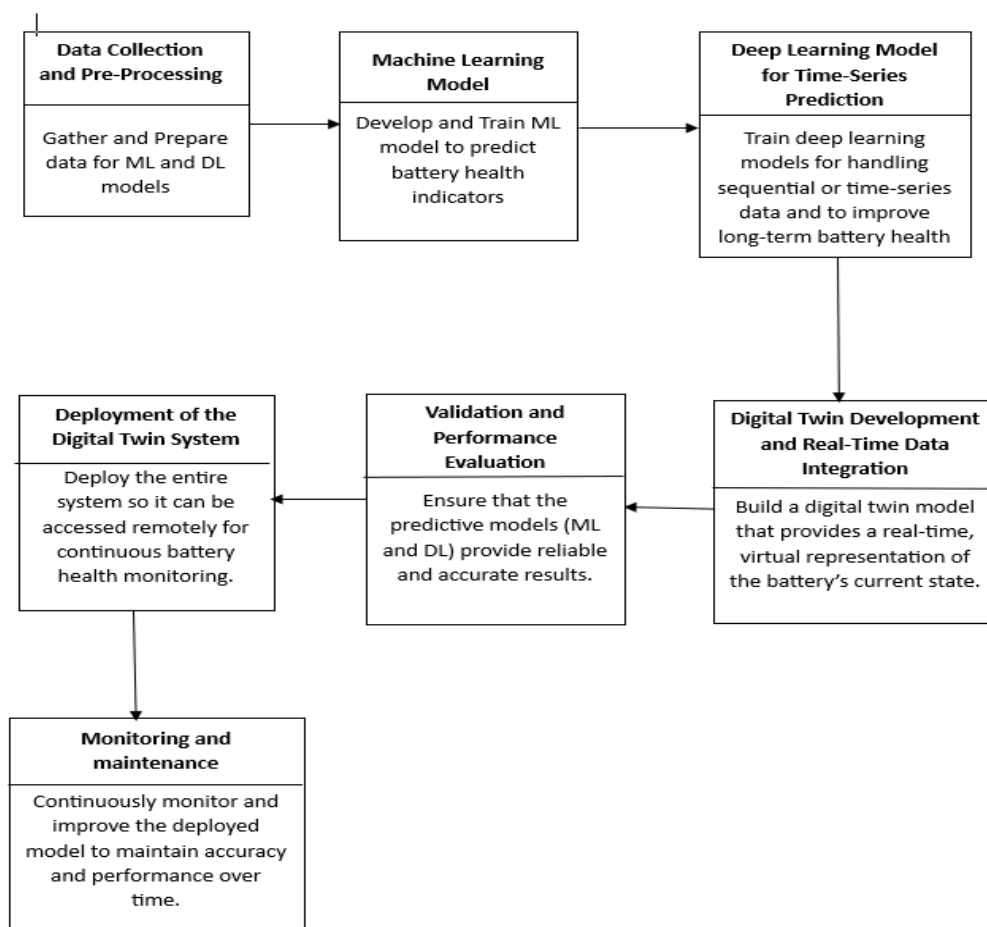 Data Collection
and Pre-Processing
Gather and Prepare
data for ML and DL
models
Machine Learning
Model
Develop and Train ML
model to predict
battery health
indicators
Deep Learning Model
for Time-Series
Prediction
Train deep learning
models for handling
sequential or time-series
data and to improve
long-term battery health
Digital Twin Development
and Real-Time Data
Integration
Build a digital twin model
that provides a real-time,
virtual representation of
the battery’s current state.
Validation and
Performance
Evaluation
Ensure that the
predictive models (ML
and DL) provide reliable
and accurate results.
Deployment of the
Digital Twin System
Deploy the entire
system so it can be
accessed remotely for
continuous battery
health monitoring.
Monitoring and
maintenance
Continuously monitor and
improve the deployed
model to maintain accuracy
and performance over
time.